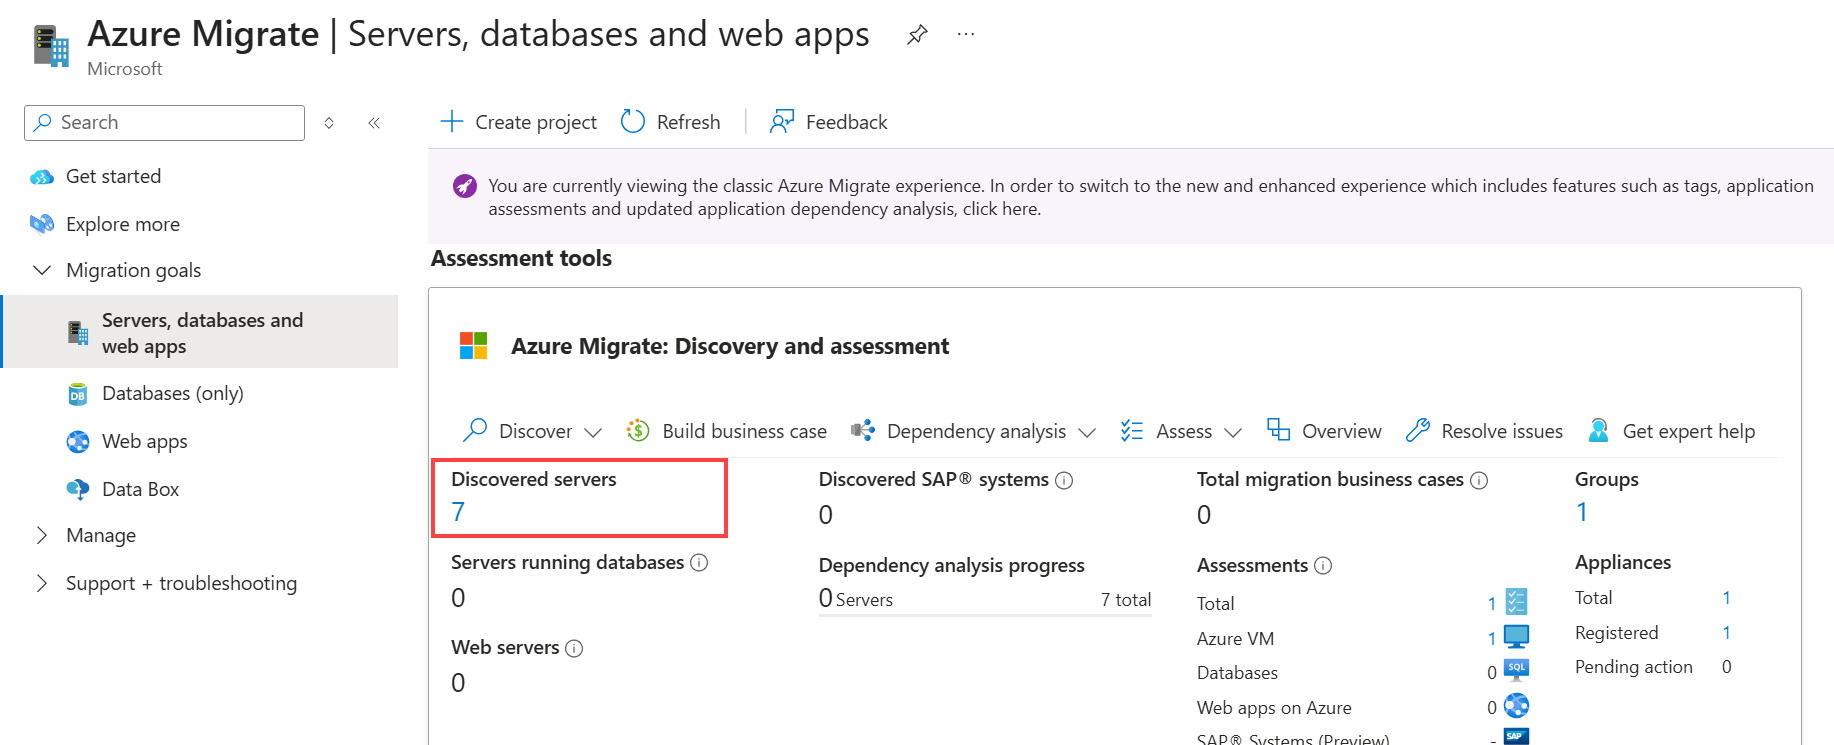 Azure Migrate | Servers, databases and web apps
Microsoft
Search
Get started
Explore more
Migration goals
Servers, databases and
web apps
Databases (only)
Web apps
Data Box
Manage
Support + troubleshooting
Create project
Refresh
Feedback
You are currently viewing the classic Azure Migrate experience. In order to switch to the new and enhanced experience which includes features such as tags, application
assessments and updated application dependency analysis, click here.
Assessment tools
Azure Migrate: Discovery and assessment
Discover
Build business case
Dependency analysis
Assess
Overview
Resolve issues
Get expert help
Discovered servers
7
Servers running databases
0
Web servers
0
Discovered SAP® systems
0
Dependency analysis progress
0 Servers 7 total
Total migration business cases
0
Assessments
Total 1
Azure VM 1
Databases 0
SQL
Web apps on Azure 0
SAP® Systems (Preview) -
SAP
Groups
1
Appliances
Total 1
Registered 1
Pending action 0
DB